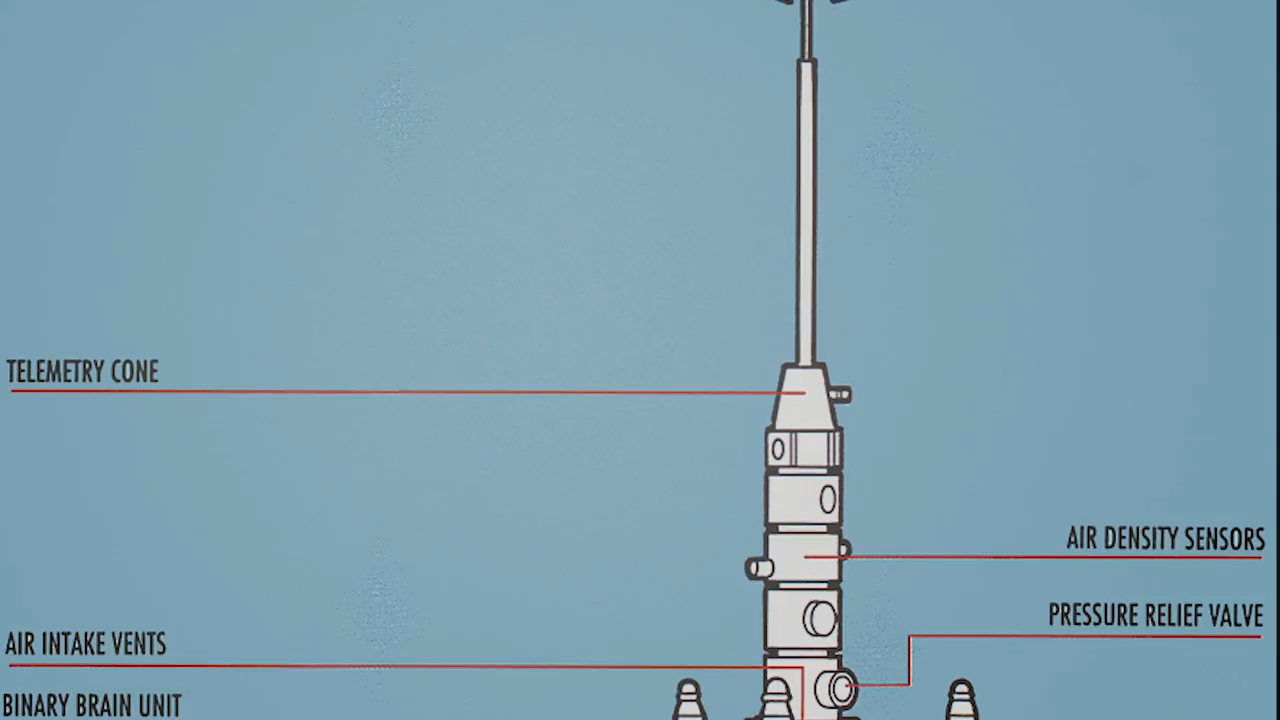 TELEMETRY CONE
AIR DENSITY SENSORS
PRESSURE RELIEF VALVE
AIR INTAKE VENTS
BINARY BRAIN UNIT